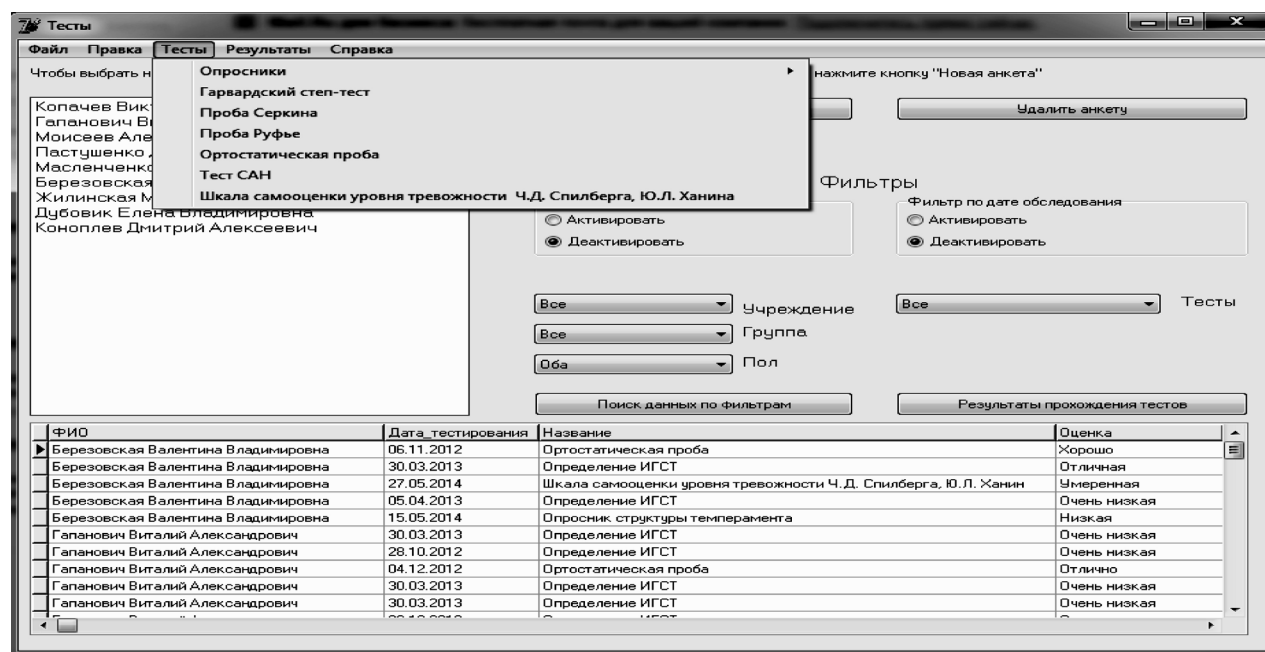 Тесты
Файл Правка Тесты Результаты Справка
Чтобы выбрать н нажмите кнопку "Новая анкета"
Опросники
Гарвардский степ-тест
Проба Серкина
Проба Руфье
Ортостатическая проба
Тест САН
Шкала самооценки уровня тревожности Ч.Д. Спилберга, Ю.Л. Ханина
Копачев Вик
Гапанович В
Моисеев Але
Пастушенко
Масленченко
Березовская
Жилинская М
Дубовик Елена Владимировна
Коноплев Дмитрий Алексеевич
Удалить анкету
Фильтры
Фильтр по дате обследования
Активировать Активировать
Деактивировать Деактивировать
Все Учреждение Все Тесты
Все Группа
Оба Пол
Поиск данных по фильтрам Результаты прохождения тестов
ФИО Дата_тестирования Название Оценка
Березовская Валентина Владимировна 06.11.2012 Ортостатическая проба Хорошо
Березовская Валентина Владимировна 30.03.2013 Определение ИГСТ Отличная
Березовская Валентина Владимировна 27.05.2014 Шкала самооценки уровня тревожности Ч.Д. Спилберга, Ю.Л. Ханин Умеренная
Березовская Валентина Владимировна 05.04.2013 Определение ИГСТ Очень низкая
Березовская Валентина Владимировна 15.05.2014 Опросник структуры темперамента Низкая
Гапанович Виталий Александрович 30.03.2013 Определение ИГСТ Очень низкая
Гапанович Виталий Александрович 28.10.2012 Определение ИГСТ Очень низкая
Гапанович Виталий Александрович 04.12.2012 Ортостатическая проба Отлично
Гапанович Виталий Александрович 30.03.2013 Определение ИГСТ Очень низкая
Гапанович Виталий Александрович 30.03.2013 Определение ИГСТ Очень низкая